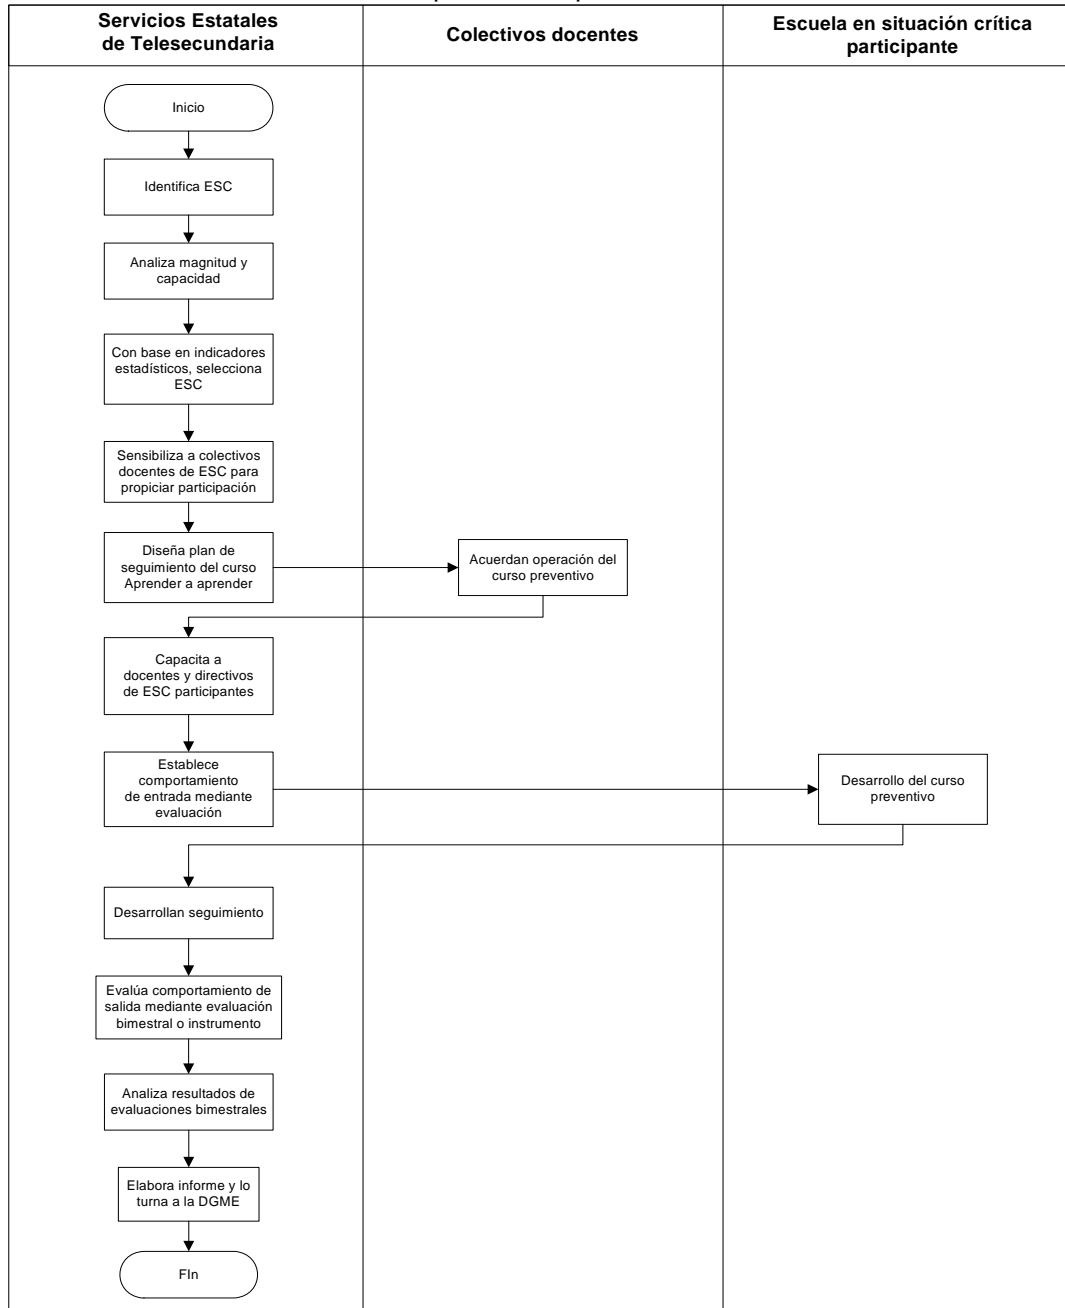 Servicios Estatales
de Telesecundaria
Colectivos docentes
Escuela en situación crítica
participante
Inicio
Identifica ESC
Analiza magnitud y
capacidad
Con base en indicadores
estadísticos, selecciona
ESC
Sensibiliza a colectivos
docentes de ESC para
propiciar participación
Diseña plan de
seguimiento del curso
Aprender a aprender
Acuerdan operación del
curso preventivo
Capacita a
docentes y directivos
de ESC participantes
Establece
comportamiento
de entrada mediante
evaluación
Desarrollo del curso
preventivo
Desarrollan seguimiento
Evalúa comportamiento de
salida mediante evaluación
bimestral o instrumento
Analiza resultados de
evaluaciones bimestrales
Elabora informe y lo
turna a la DGME
FIn